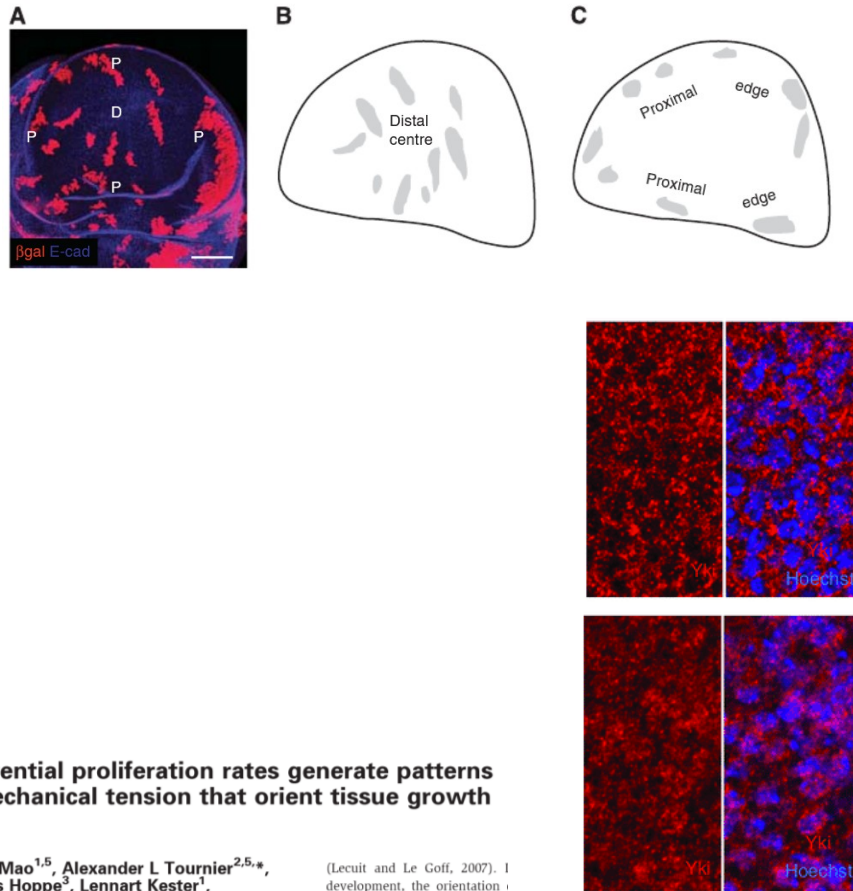 A
B
C
P
D
P
P
P
βgal E-cad
Distal
centre
Proximal
edge
Proximal
edge
Yki
Yki
Hoechst
Yki
Yki
Hoechst
ential proliferation rates generate patterns
echanical tension that orient tissue growth
Mao1,5, Alexander L Tournier2,5,*,
s Hoppe3, Lennart Kester1,
(Lecuit and Le Goff, 2007). I
development, the orientation